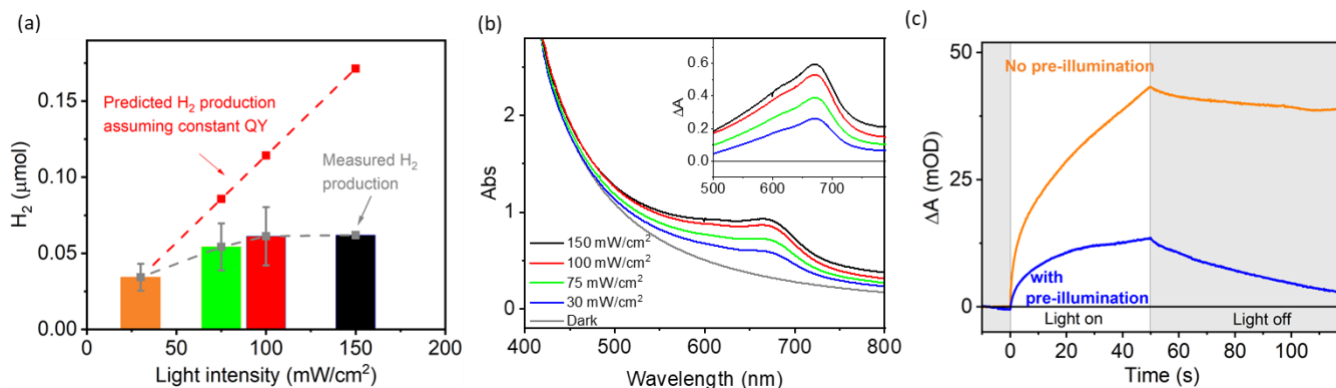 (a)
H₂ (μmol)
0.15
0.10
0.05
0.00
Predicted H₂ production
assuming constant QY
Measured H₂
production
0
50
100
150
200
Light intensity (mW/cm²)
(b)
Abs
2
1
0
ΔA
0.6
0.4
0.2
0.0
500
600
700
150 mW/cm²
100 mW/cm²
75 mW/cm²
30 mW/cm²
Dark
400
500
600
700
800
Wavelength (nm)
(c)
ΔA (mOD)
50
25
0
No pre-illumination
with
pre-illumination
Light on
Light off
0
50
100
Time (s)